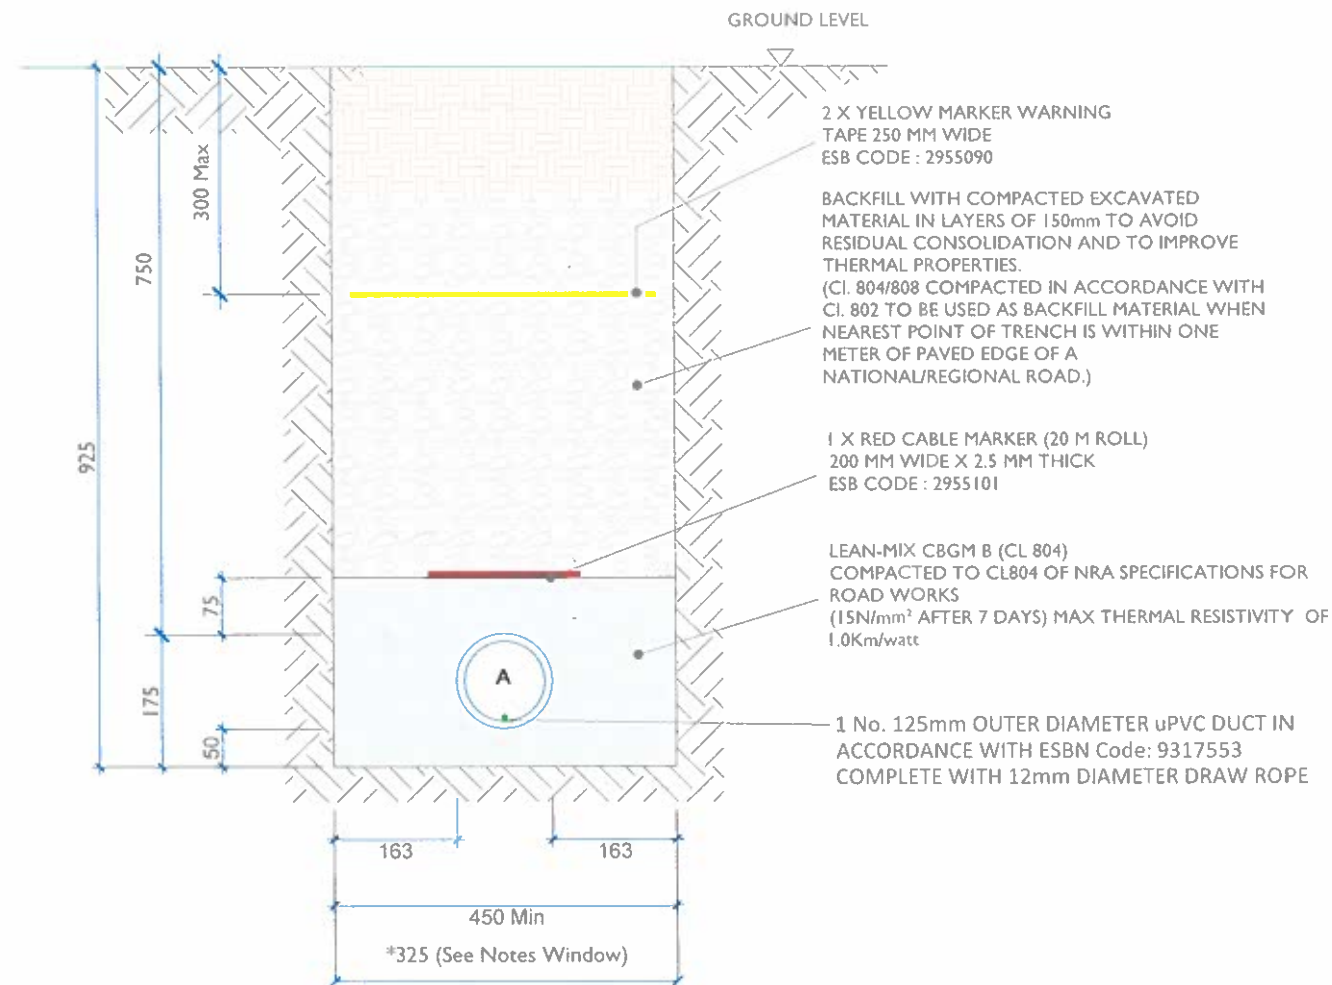 GROUND LEVEL
2 X YELLOW MARKER WARNING
TAPE 250 MM WIDE
ESB CODE : 2955090
BACKFILL WITH COMPACTED EXCAVATED
MATERIAL IN LAYERS OF 150mm TO AVOID
RESIDUAL CONSOLIDATION AND TO IMPROVE
THERMAL PROPERTIES.
(Cl. 804/808 COMPACTED IN ACCORDANCE WITH
Cl. 802 TO BE USED AS BACKFILL MATERIAL WHEN
NEAREST POINT OF TRENCH IS WITHIN ONE
METER OF PAVED EDGE OF A
NATIONAL/REGIONAL ROAD.)
1 X RED CABLE MARKER (20 M ROLL)
200 MM WIDE X 2.5 MM THICK
ESB CODE : 2955101
LEAN-MIX CBGM B (CL 804)
COMPACTED TO CL804 OF NRA SPECIFICATIONS FOR
ROAD WORKS
(15N/mm² AFTER 7 DAYS) MAX THERMAL RESISTIVITY OF
1.0Km/watt
1 No. 125mm OUTER DIAMETER uPVC DUCT IN
ACCORDANCE WITH ESBN Code: 9317553
COMPLETE WITH 12mm DIAMETER DRAW ROPE
300 Max
750
925
75
175
50
A
163
163
450 Min
*325 (See Notes Window)